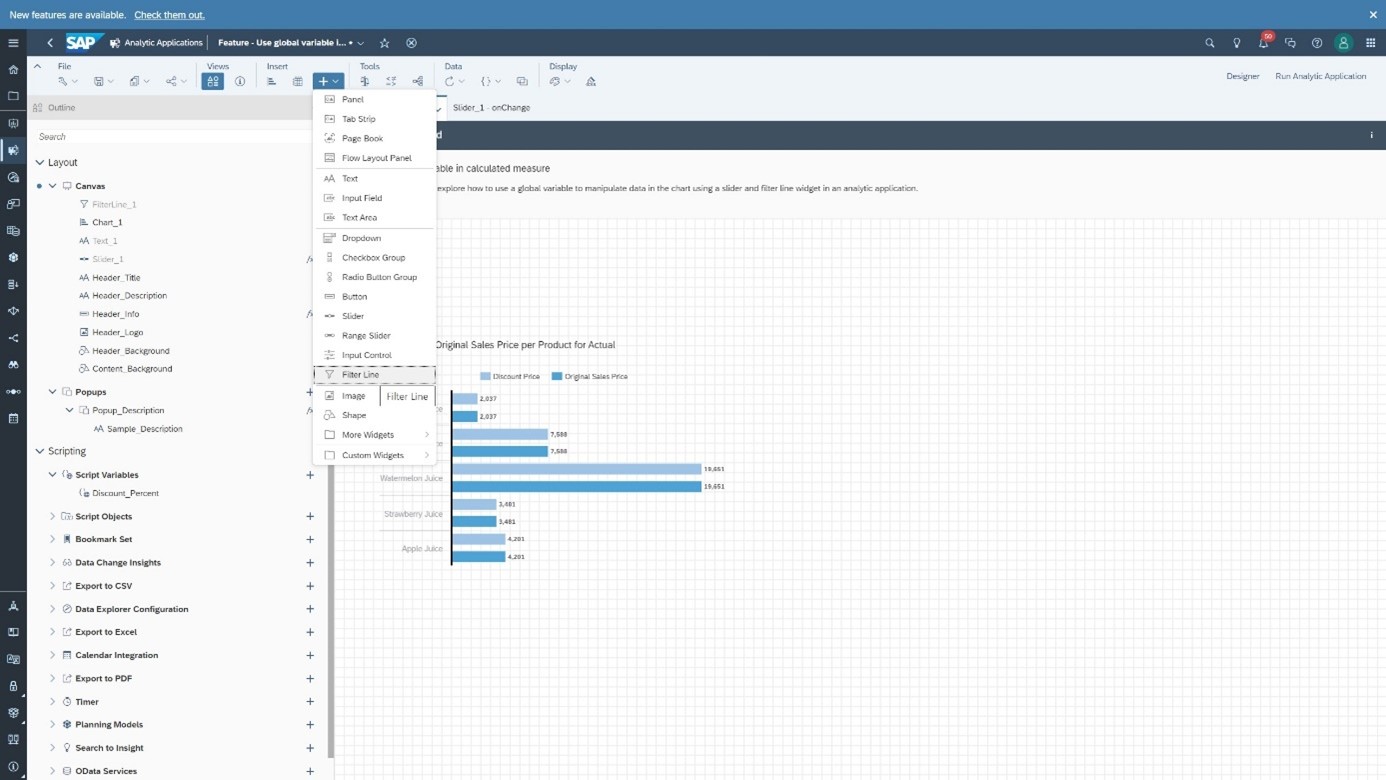 New features are available. Check them out.
SAP Analytic Applications Feature - Use global variable i... •
50
File
Views
Insert
Tools
Data
Display
Designer
Run Analytic Application
Outline
Search
Layout
Canvas
FilterLine_1
Chart_1
Text_1
Slider_1
Header_Title
Header_Description
Header_Info
Header_Logo
Header_Background
Content_Background
Popups
Popup_Description
Sample_Description
Scripting
Script Variables
Discount_Percent
Script Objects
Bookmark Set
Data Change Insights
Export to CSV
Data Explorer Configuration
Export to Excel
Calendar Integration
Export to PDF
Timer
Planning Models
Search to Insight
OData Services
Panel
Tab Strip
Page Book
Flow Layout Panel
Text
Input Field
Text Area
Dropdown
Checkbox Group
Radio Button Group
Button
Slider
Range Slider
Input Control
Filter Line
Image
Filter Line
Shape
More Widgets
Custom Widgets
Slider_1 - onChange
d
able in calculated measure
explore how to use a global variable to manipulate data in the chart using a slider and filter line widget in an analytic application.
Original Sales Price per Product for Actual
Discount Price Original Sales Price
2,037
2,037
7,588
7,588
Watermelon Juice
19,651
19,651
Strawberry Juice
3,481
3,481
Apple Juice
4,201
4,201